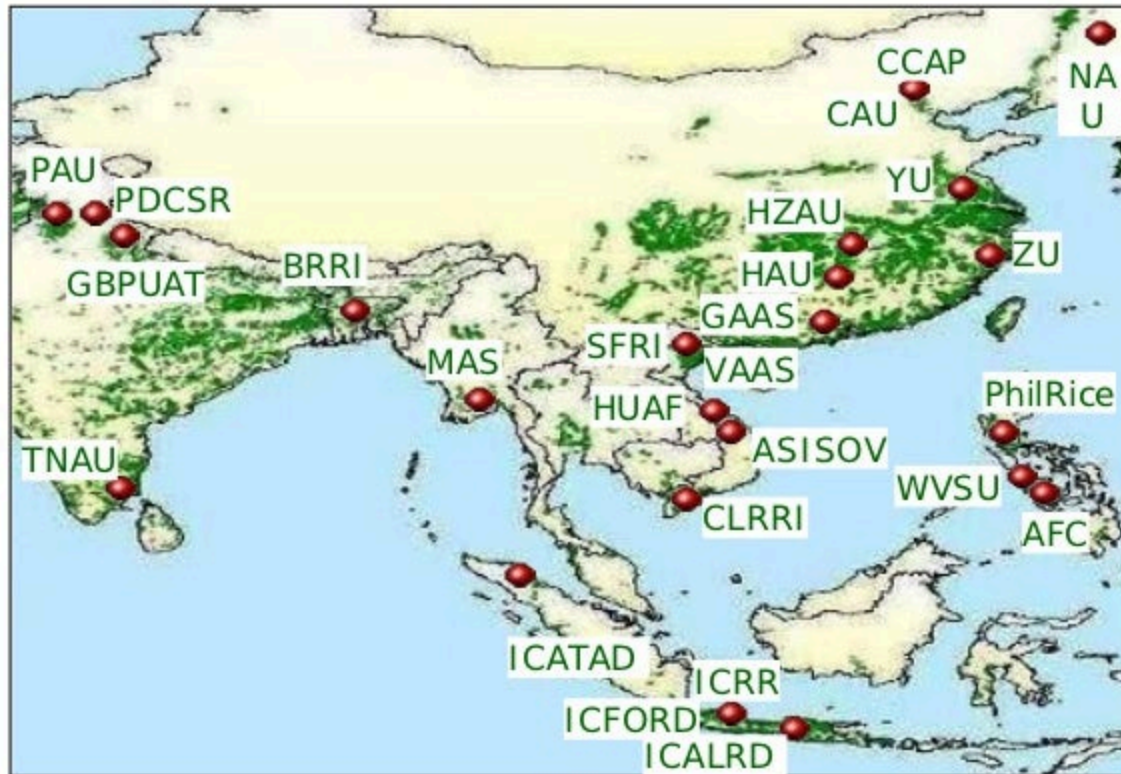 CCAP
NA
U
CAU
PAU
YU
PDCSR
HZAU
ZU
BRRI
HAU
GBPUAT
GAAS
SFRI
MAS
VAAS
PhilRice
HUAF
ASISOV
TNAU
WVSU
CLRRI
AFC
ICATAD
ICRR
ICFORD
ICALRD